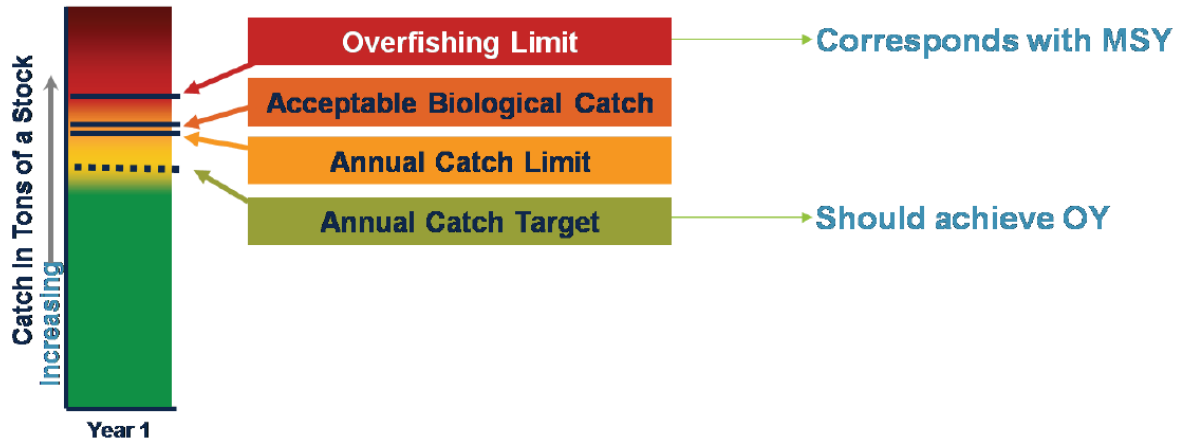 Catch in Tons of a Stock
Increasing
Overfishing Limit
Corresponds with MSY
Acceptable Biological Catch
Annual Catch Limit
Annual Catch Target
Should achieve OY
Year 1